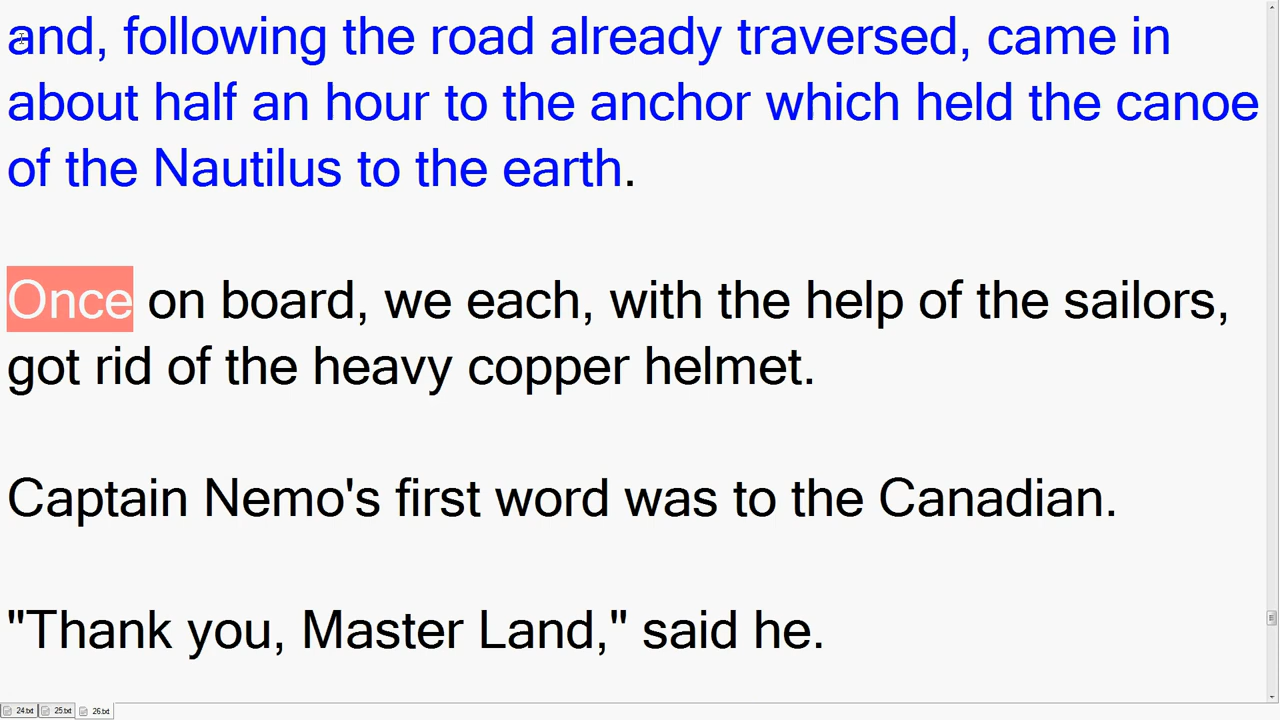 and, following the road already traversed, came in
about half an hour to the anchor which held the canoe
of the Nautilus to the earth.
Once on board, we each, with the help of the sailors,
got rid of the heavy copper helmet.
Captain Nemo's first word was to the Canadian.
"Thank you, Master Land," said he.
24.txt 25.txt 26.txt